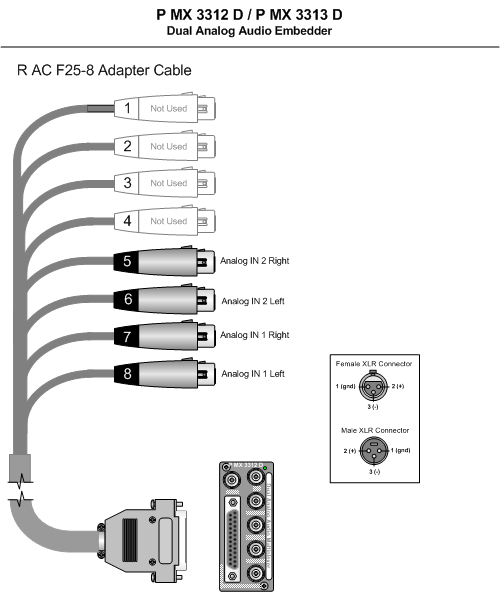 P MX 3312 D / P MX 3313 D
Dual Analog Audio Embedder
R AC F25-8 Adapter Cable
1 Not Used
2 Not Used
3 Not Used
4 Not Used
5 Analog IN 2 Right
6 Analog IN 2 Left
7 Analog IN 1 Right
8 Analog IN 1 Left
Female XLR Connector
1 (gnd) 2 (+)
3 (-)
Male XLR Connector
2 (+) 1 (gnd)
3 (-)
P MX 3312 D